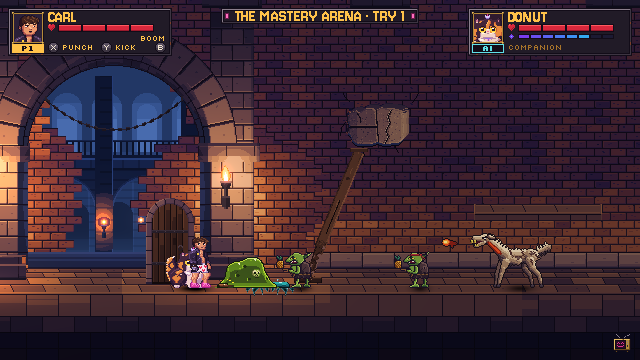 CARL
P1
X PUNCH Y KICK
BOOM
B
THE MASTERY ARENA · TRY 1
DONUT
AI
COMPANION